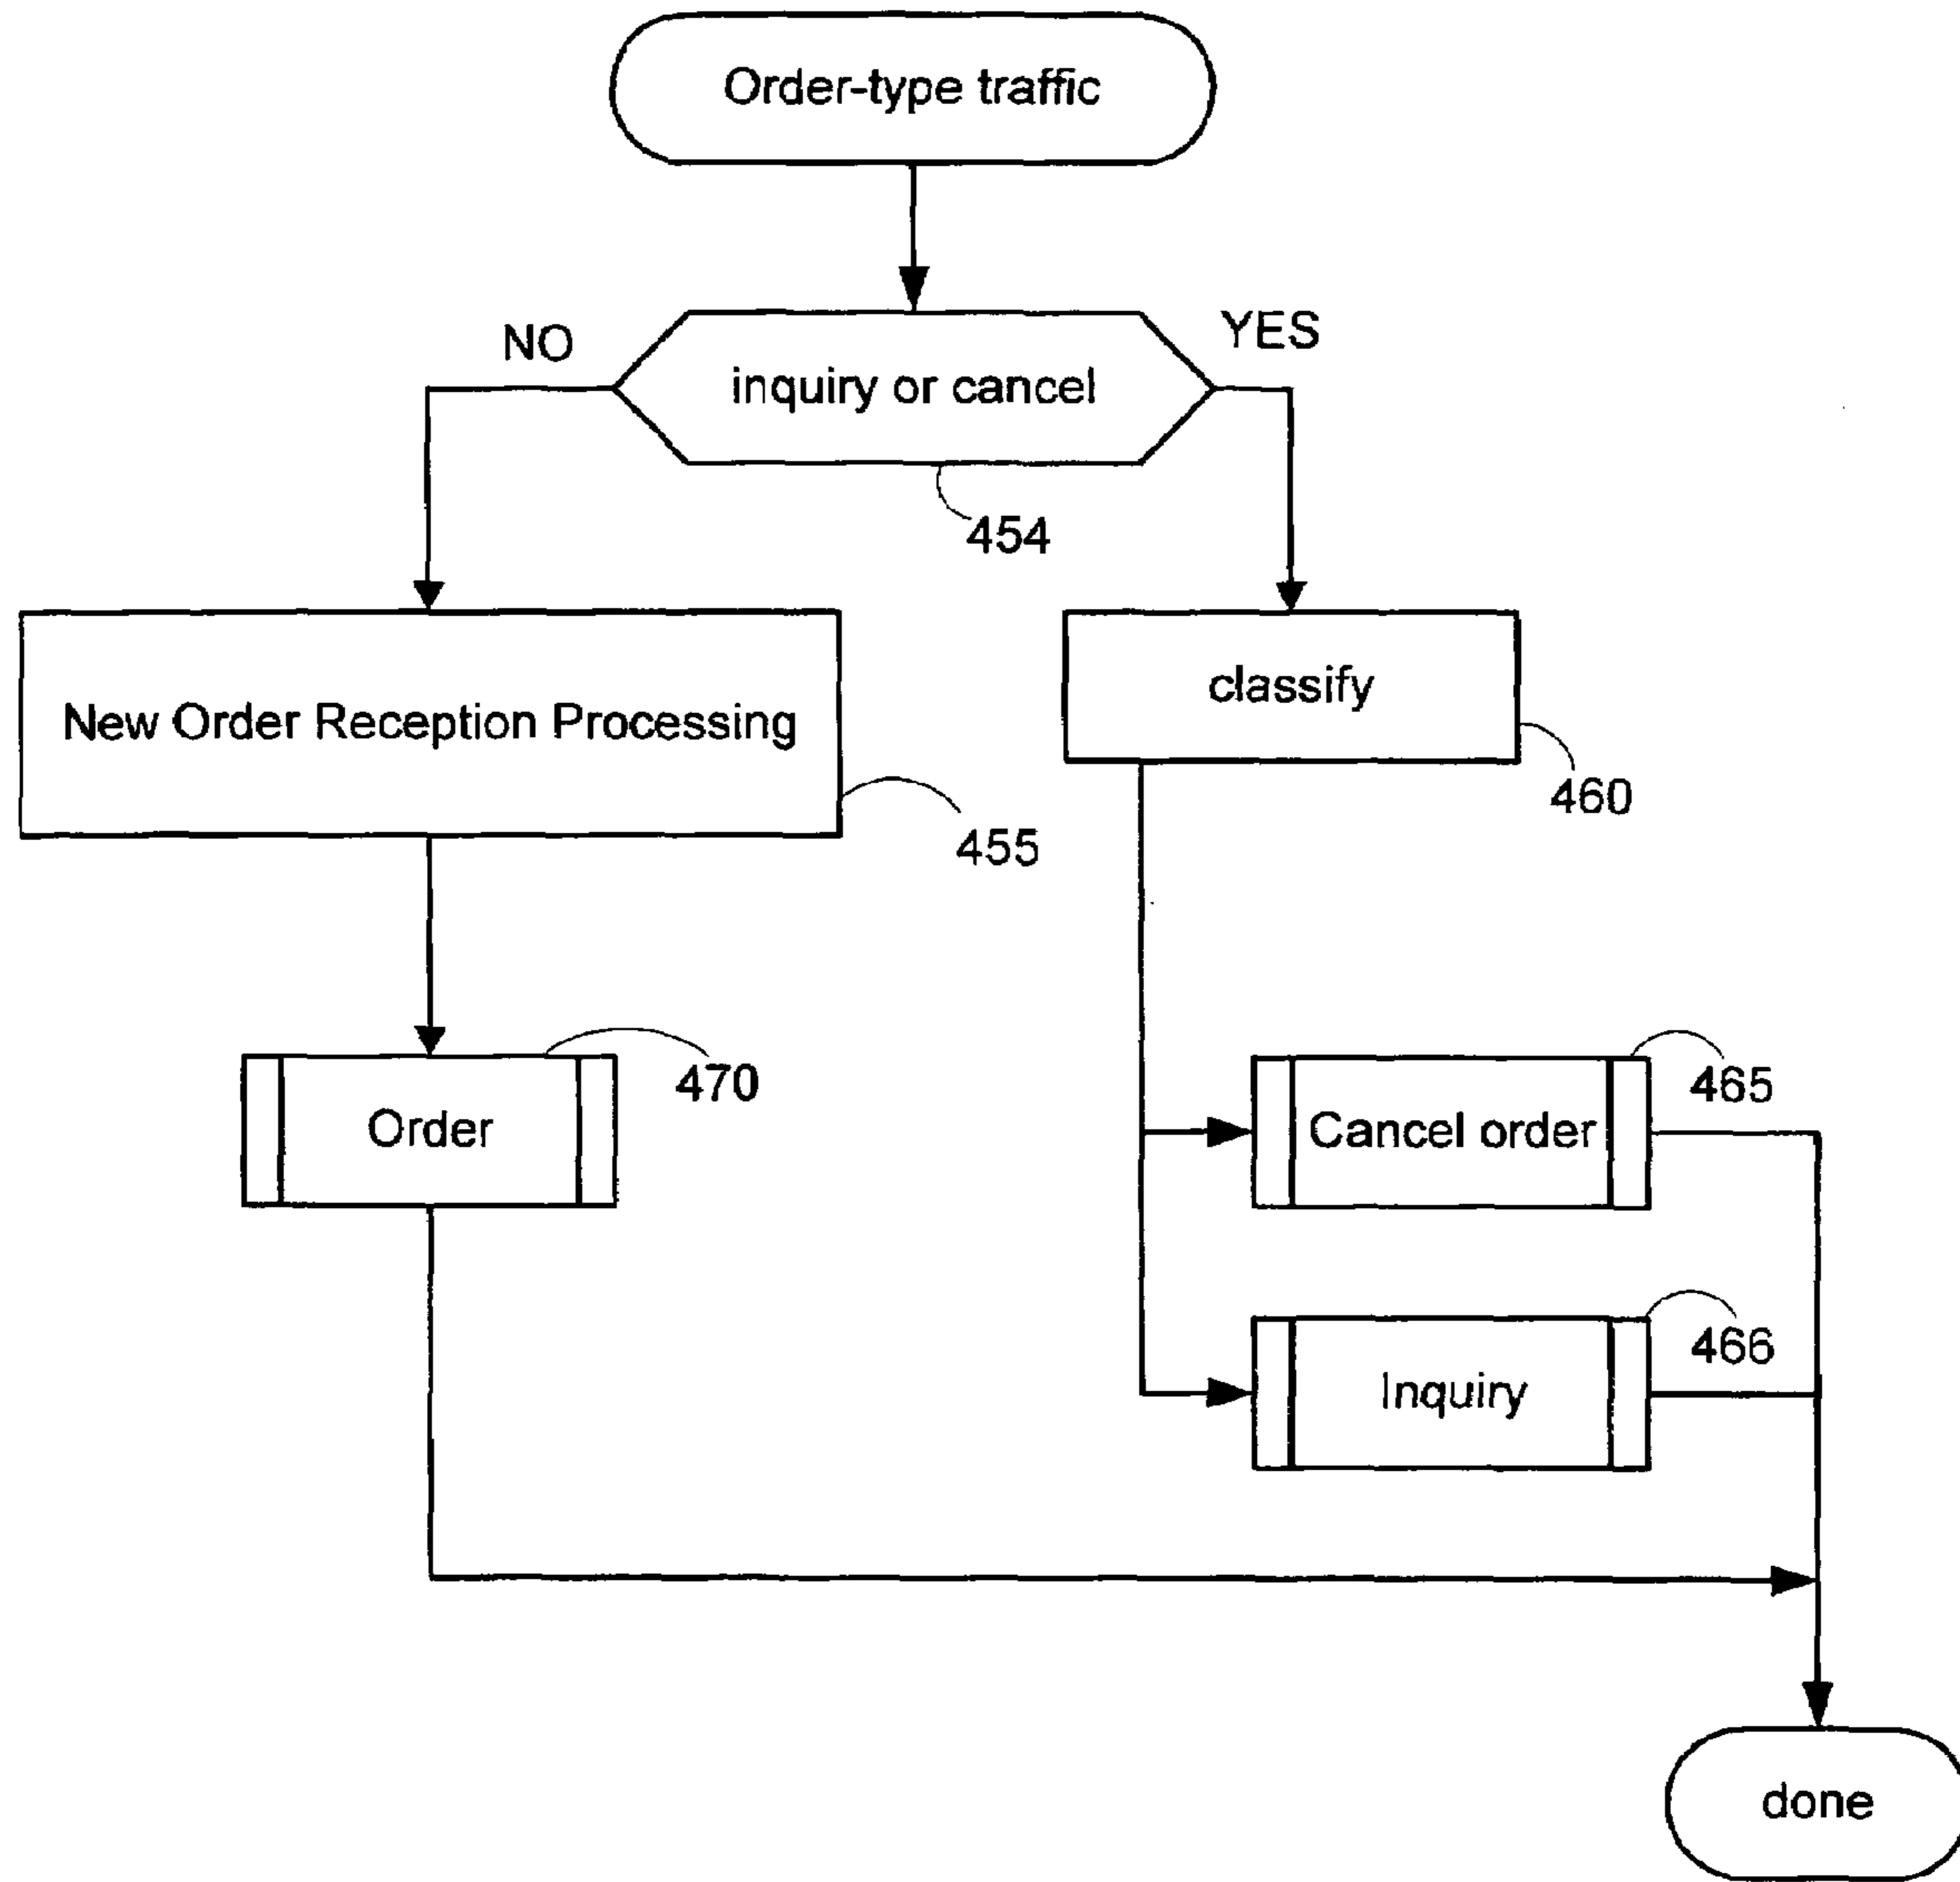 Order-type traffic
NO
YES
inquiry or cancel
454
New Order Reception Processing
455
classify
460
Order
470
Cancel order
465
Inquiry
466
done